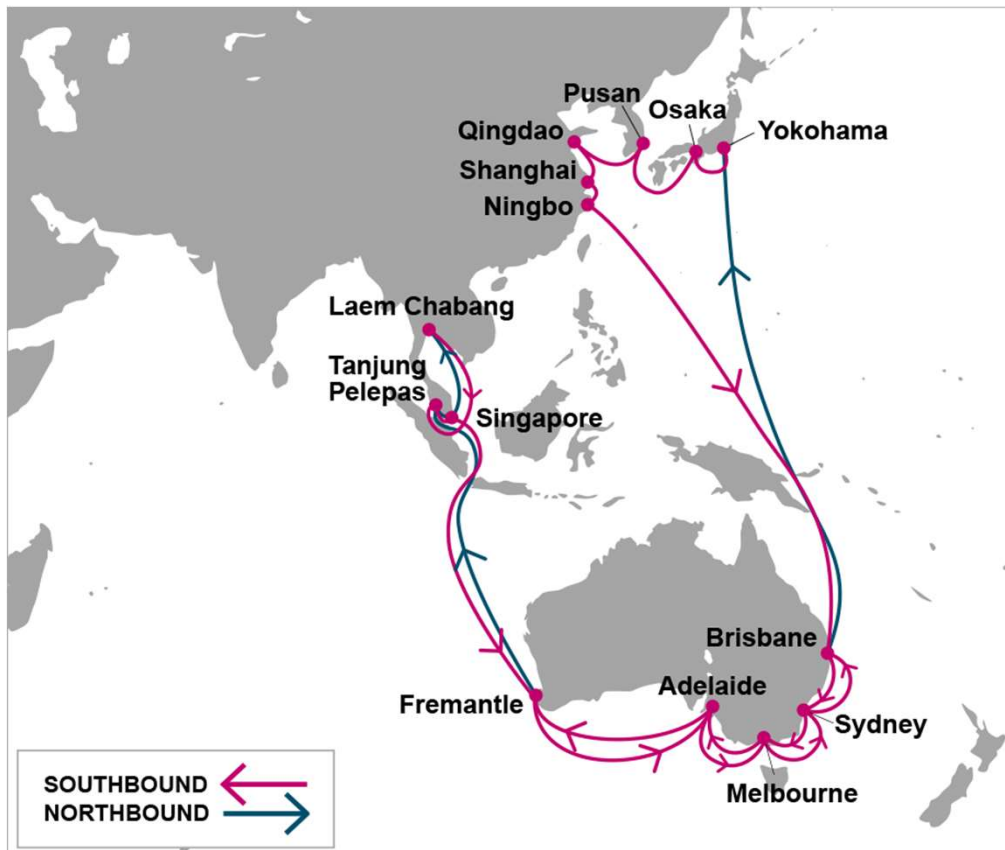 Pusan
Osaka
Qingdao
Yokohama
Shanghai
Ningbo
Laem Chabang
Tanjung
Pelepas
Singapore
Brisbane
Adelaide
Fremantle
Sydney
Melbourne
SOUTHBOUND
NORTHBOUND